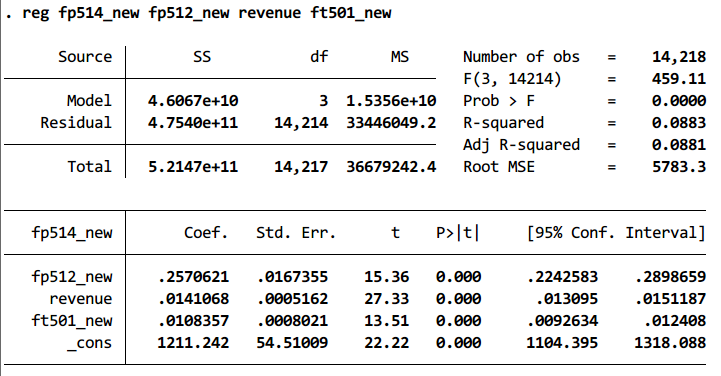 . reg fp514_new fp512_new revenue ft501_new
Source SS df MS Number of obs = 14,218
F(3, 14214) = 459.11
Model 4.6067e+10 3 1.5356e+10 Prob > F = 0.0000
Residual 4.7540e+11 14,214 33446049.2 R-squared = 0.0883
Adj R-squared = 0.0881
Total 5.2147e+11 14,217 36679242.4 Root MSE = 5783.3
fp514_new Coef. Std. Err. t P>|t| [95% Conf. Interval]
fp512_new .2570621 .0167355 15.36 0.000 .2242583 .2898659
revenue .0141068 .0005162 27.33 0.000 .013095 .0151187
ft501_new .0108357 .0008021 13.51 0.000 .0092634 .012408
_cons 1211.242 54.51009 22.22 0.000 1104.395 1318.088